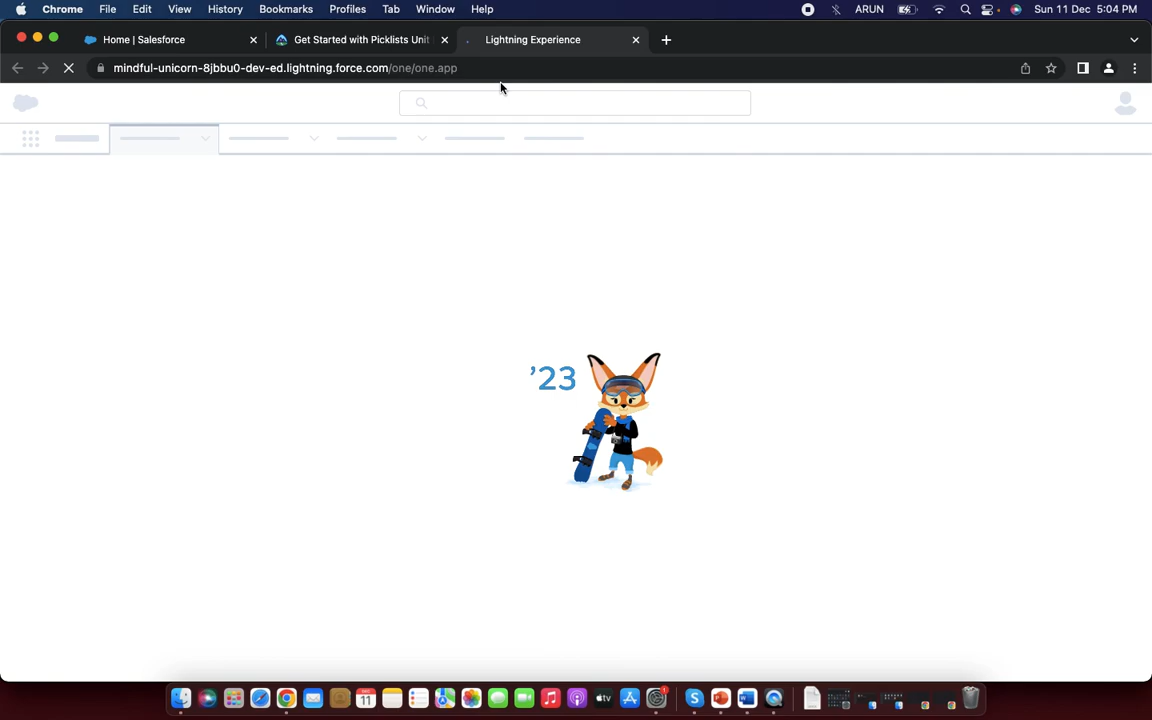 Chrome File Edit View History Bookmarks Profiles Tab Window Help ARUN Sun 11 Dec 5:04 PM
Home | Salesforce Get Started with Picklists Unit Lightning Experience
mindful-unicorn-8jbbu0-dev-ed.lightning.force.com/one/one.app
'23